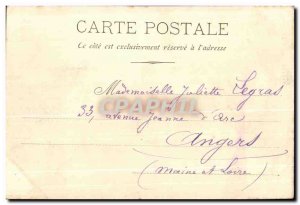 CARTE POSTALE
Ce côté est exclusivement réservé à l'adresse
Mademoiselle Juliette Legras
33, avenue Jeanne d'Arc
Angers
(Maine et Loire)